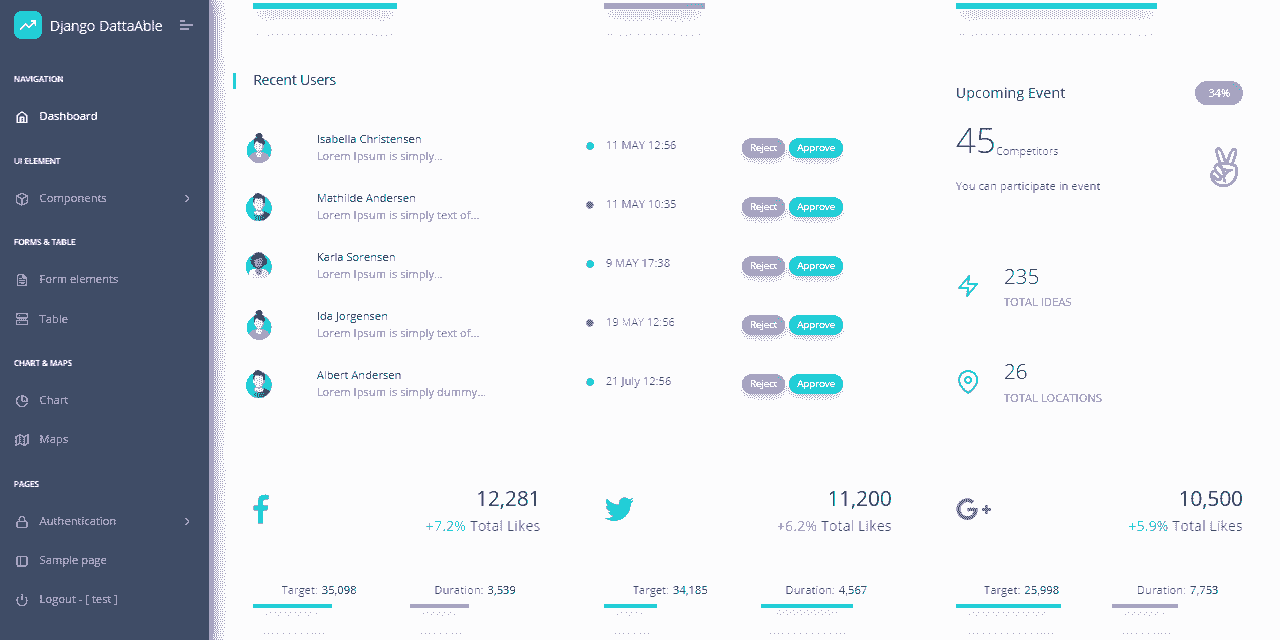 Django DattaAble
NAVIGATION
Dashboard
UI ELEMENT
Components
FORMS & TABLE
Form elements
Table
CHART & MAPS
Chart
Maps
PAGES
Authentication
Sample page
Logout - [ test ]
Recent Users
Isabella Christensen
Lorem Ipsum is simply...
11 MAY 12:56
Reject
Approve
Mathilde Andersen
Lorem Ipsum is simply text of...
11 MAY 10:35
Reject
Approve
Karla Sorensen
Lorem Ipsum is simply...
9 MAY 17:38
Reject
Approve
Ida Jorgensen
Lorem Ipsum is simply text of...
19 MAY 12:56
Reject
Approve
Albert Andersen
Lorem Ipsum is simply dummy...
21 July 12:56
Reject
Approve
Upcoming Event
34%
45 Competitors
You can participate in event
235
TOTAL IDEAS
26
TOTAL LOCATIONS
12,281
+7.2% Total Likes
Target: 35,098
Duration: 3,539
11,200
+6.2% Total Likes
Target: 34,185
Duration: 4,567
10,500
+5.9% Total Likes
Target: 25,998
Duration: 7,753